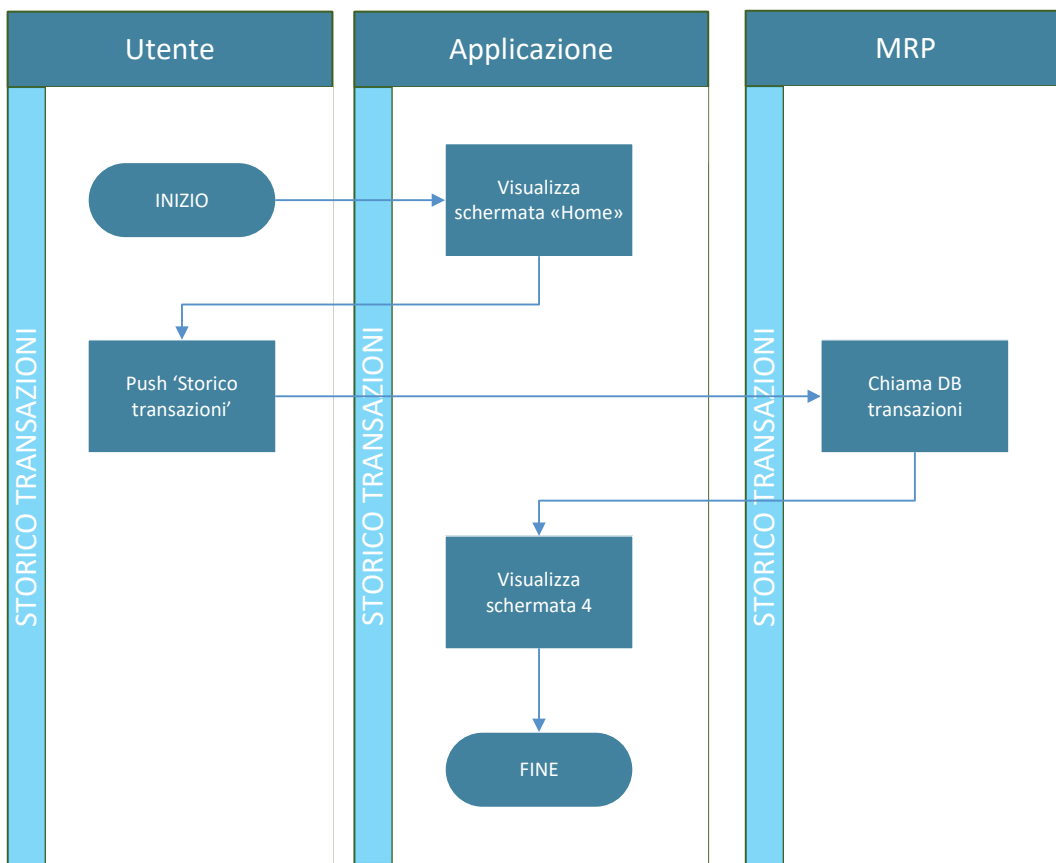 Utente
Applicazione
MRP
STORICO TRANSAZIONI
STORICO TRANSAZIONI
STORICO TRANSAZIONI
INIZIO
Visualizza
schermata «Home»
Push ‘Storico
transazioni’
Chiama DB
transazioni
Visualizza
schermata 4
FINE